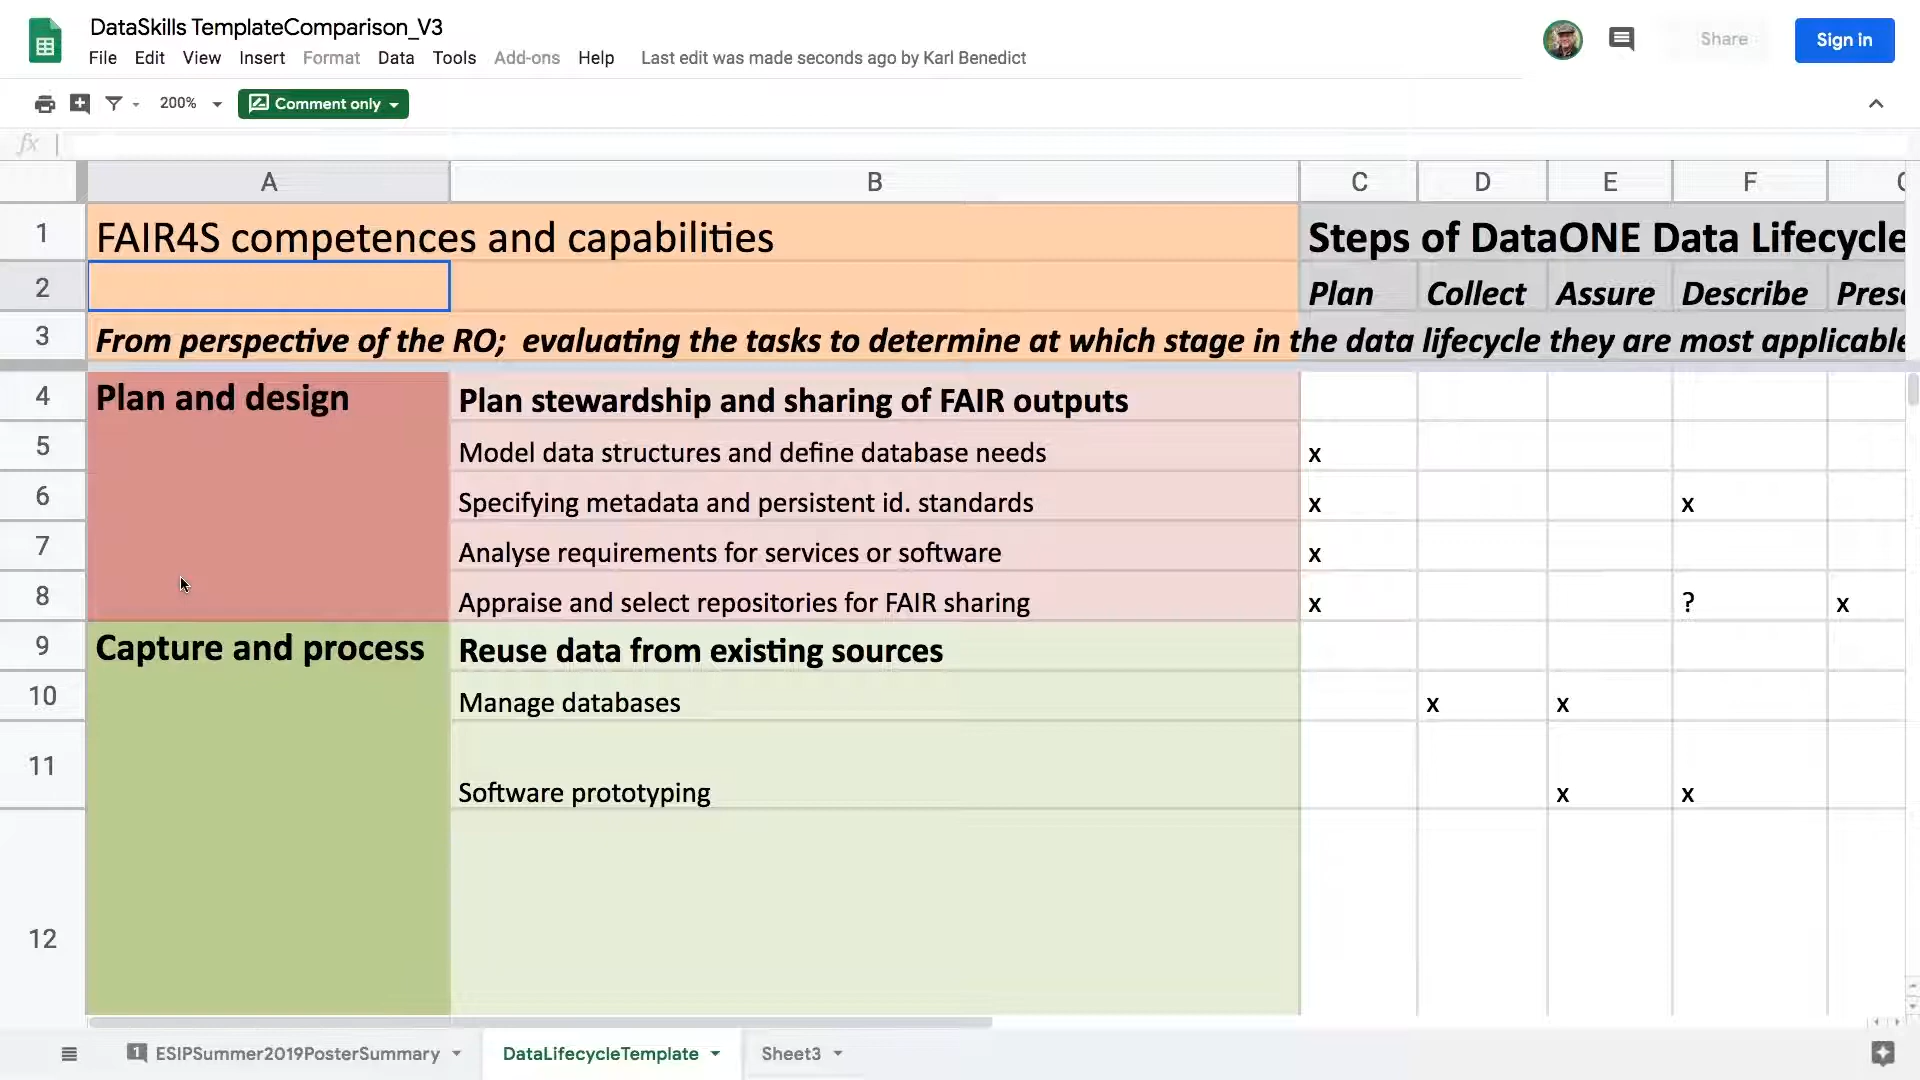 DataSkills TemplateComparison_V3
File Edit View Insert Format Data Tools Add-ons Help Last edit was made seconds ago by Karl Benedict
Share
Sign in
200%
Comment only
fx
A B C D E F
1 FAIR4S competences and capabilities Steps of DataONE Data Lifecycle
2 Plan Collect Assure Describe Prese
3 From perspective of the RO; evaluating the tasks to determine at which stage in the data lifecycle they are most applicable
4 Plan and design Plan stewardship and sharing of FAIR outputs
5 Model data structures and define database needs x
6 Specifying metadata and persistent id. standards x x
7 Analyse requirements for services or software x
8 Appraise and select repositories for FAIR sharing x ? x
9 Capture and process Reuse data from existing sources
10 Manage databases x x
11 Software prototyping x x
12
1 ESIPSummer2019PosterSummary DataLifecycleTemplate Sheet3